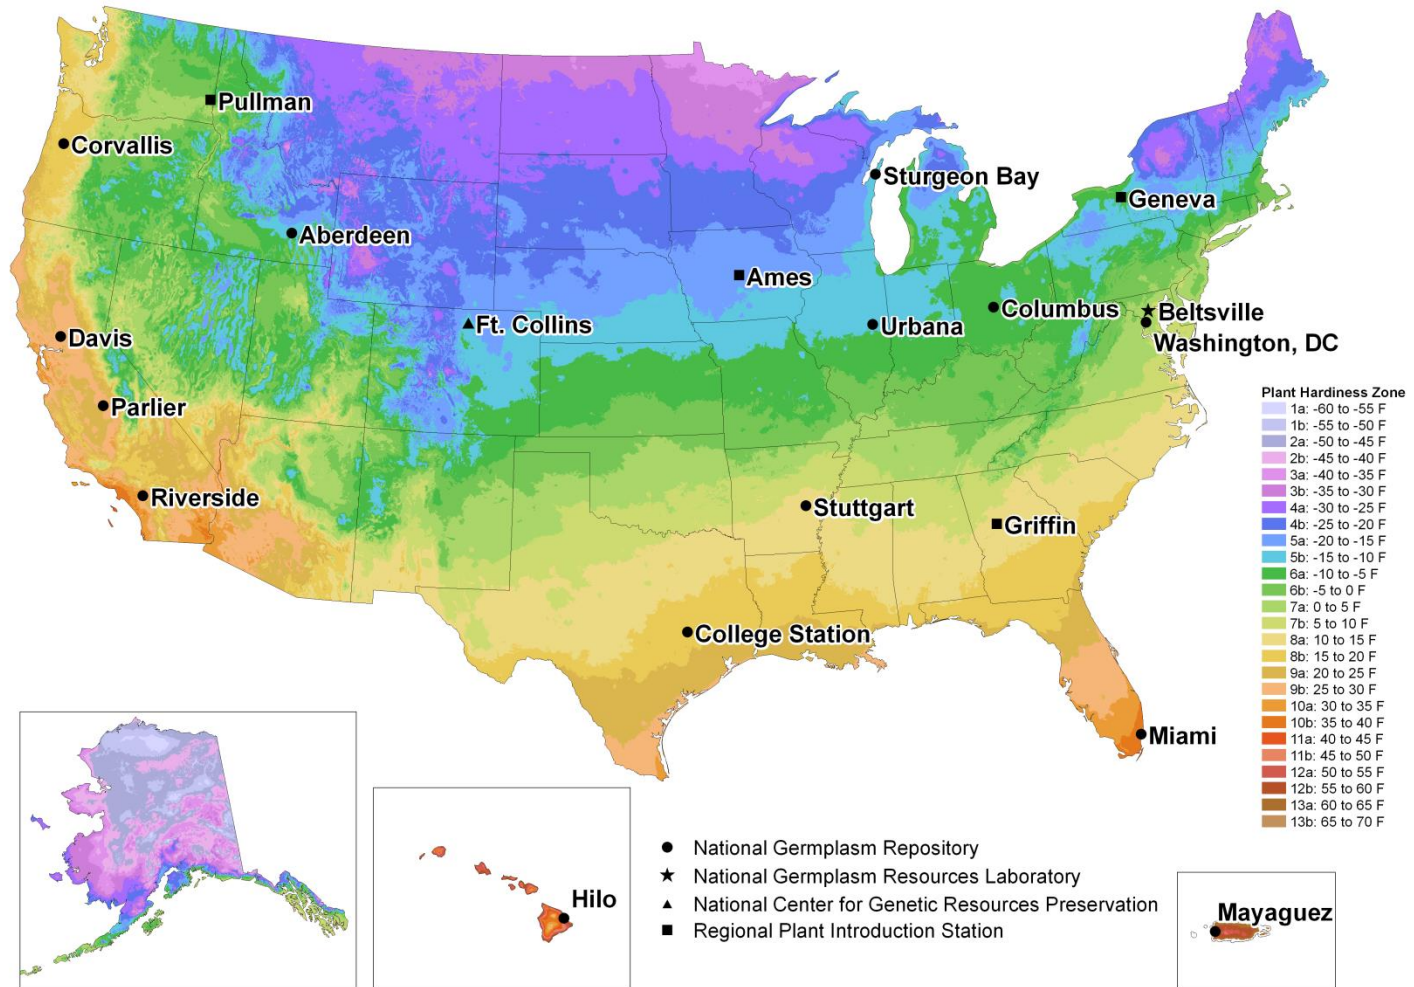 Pullman
Corvallis
Sturgeon Bay
Geneva
Aberdeen
Ames
Ft. Collins
Urbana
Columbus
Beltsville
Washington, DC
Davis
Parlier
Riverside
Stuttgart
Griffin
College Station
Miami
Plant Hardiness Zone
1a: -60 to -55 F
1b: -55 to -50 F
2a: -50 to -45 F
2b: -45 to -40 F
3a: -40 to -35 F
3b: -35 to -30 F
4a: -30 to -25 F
4b: -25 to -20 F
5a: -20 to -15 F
5b: -15 to -10 F
6a: -10 to -5 F
6b: -5 to 0 F
7a: 0 to 5 F
7b: 5 to 10 F
8a: 10 to 15 F
8b: 15 to 20 F
9a: 20 to 25 F
9b: 25 to 30 F
10a: 30 to 35 F
10b: 35 to 40 F
11a: 40 to 45 F
11b: 45 to 50 F
12a: 50 to 55 F
12b: 55 to 60 F
13a: 60 to 65 F
13b: 65 to 70 F
Hilo
National Germplasm Repository
National Germplasm Resources Laboratory
National Center for Genetic Resources Preservation
Regional Plant Introduction Station
Mayaguez